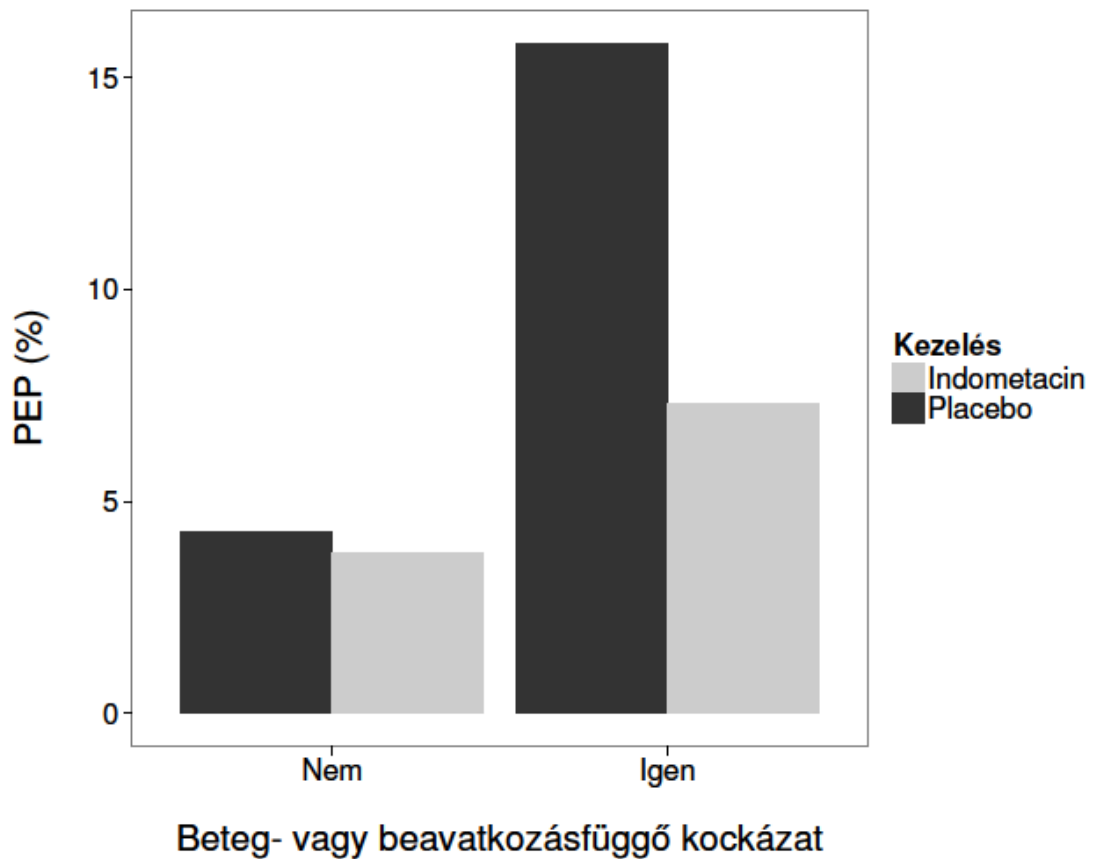 15
10
5
0
PEP (%)
Nem
Igen
Beteg- vagy beavatkozásfüggő kockázat
Kezelés
Indometacin
Placebo